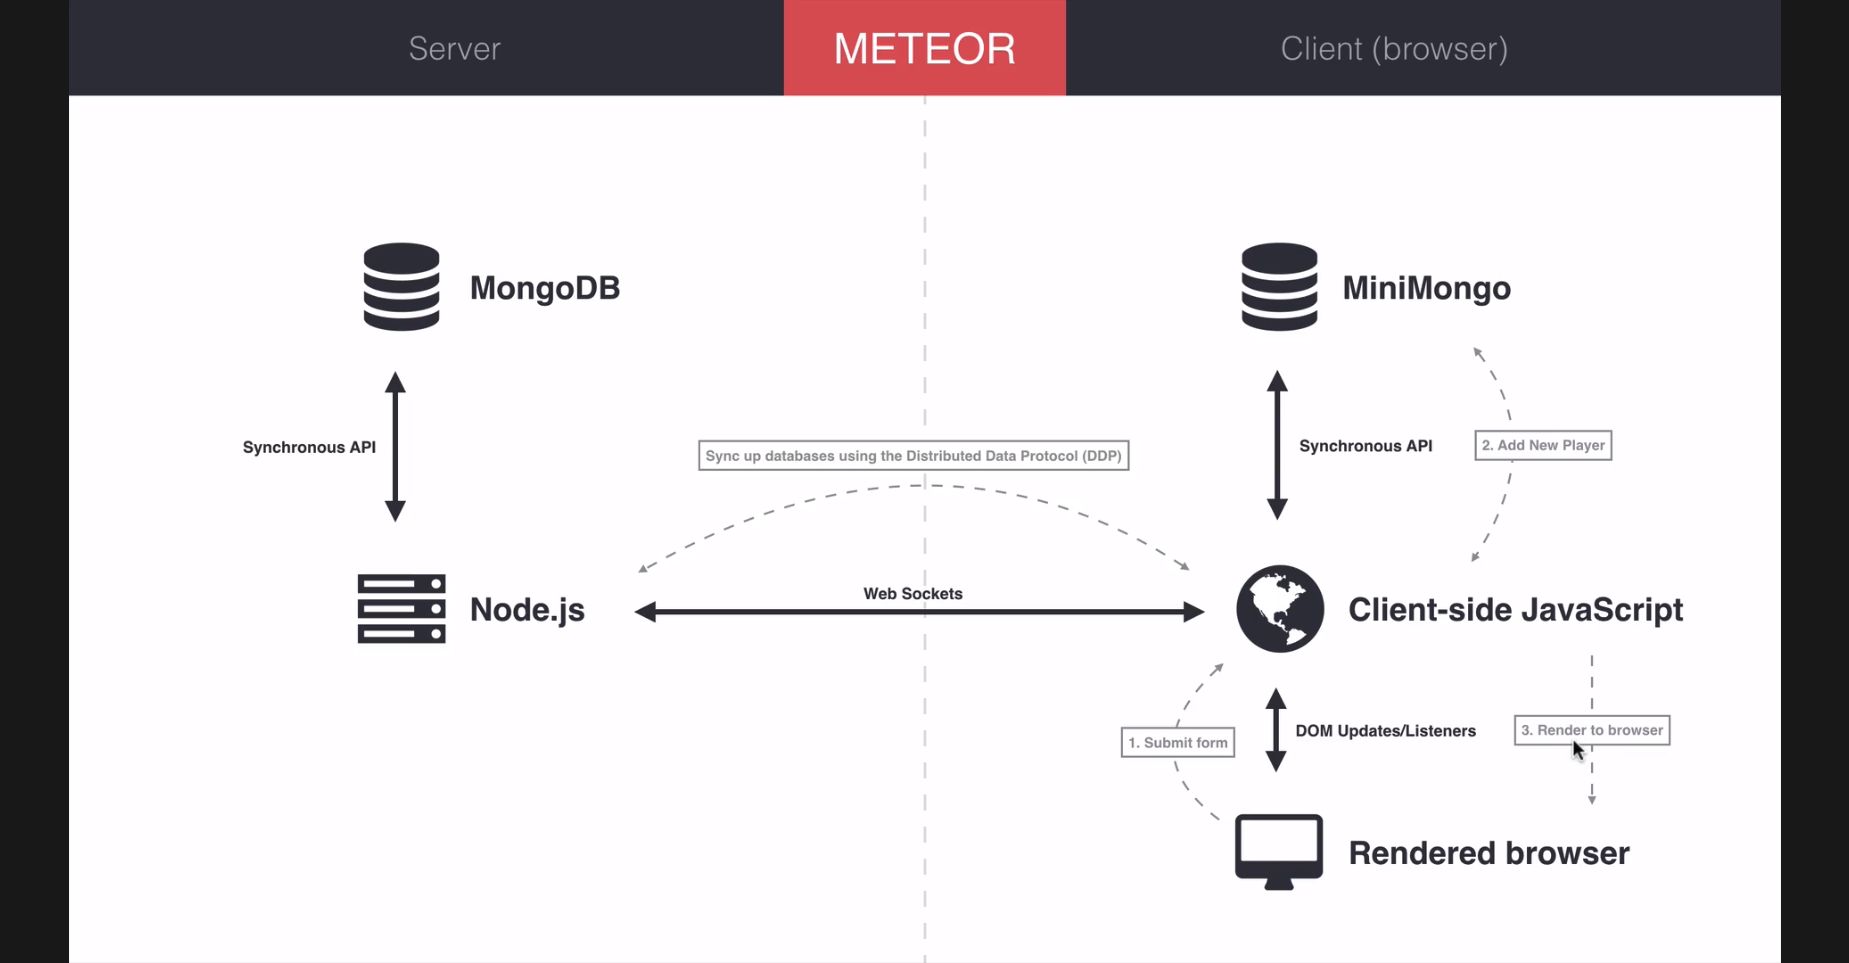 Server
METEOR
Client (browser)
MongoDB
MiniMongo
Synchronous API
Sync up databases using the Distributed Data Protocol (DDP)
Synchronous API
2. Add New Player
Web Sockets
Node.js
Client-side JavaScript
1. Submit form
DOM Updates/Listeners
3. Render to browser
Rendered browser